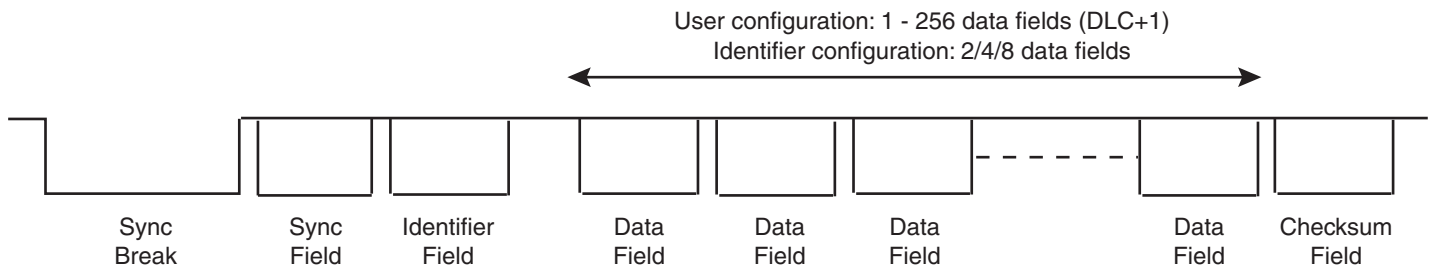 User configuration: 1 - 256 data fields (DLC+1)
Identifier configuration: 2/4/8 data fields
Sync
Break
Sync
Field
Identifier
Field
Data
Field
Data
Field
Data
Field
Data
Field
Checksum
Field